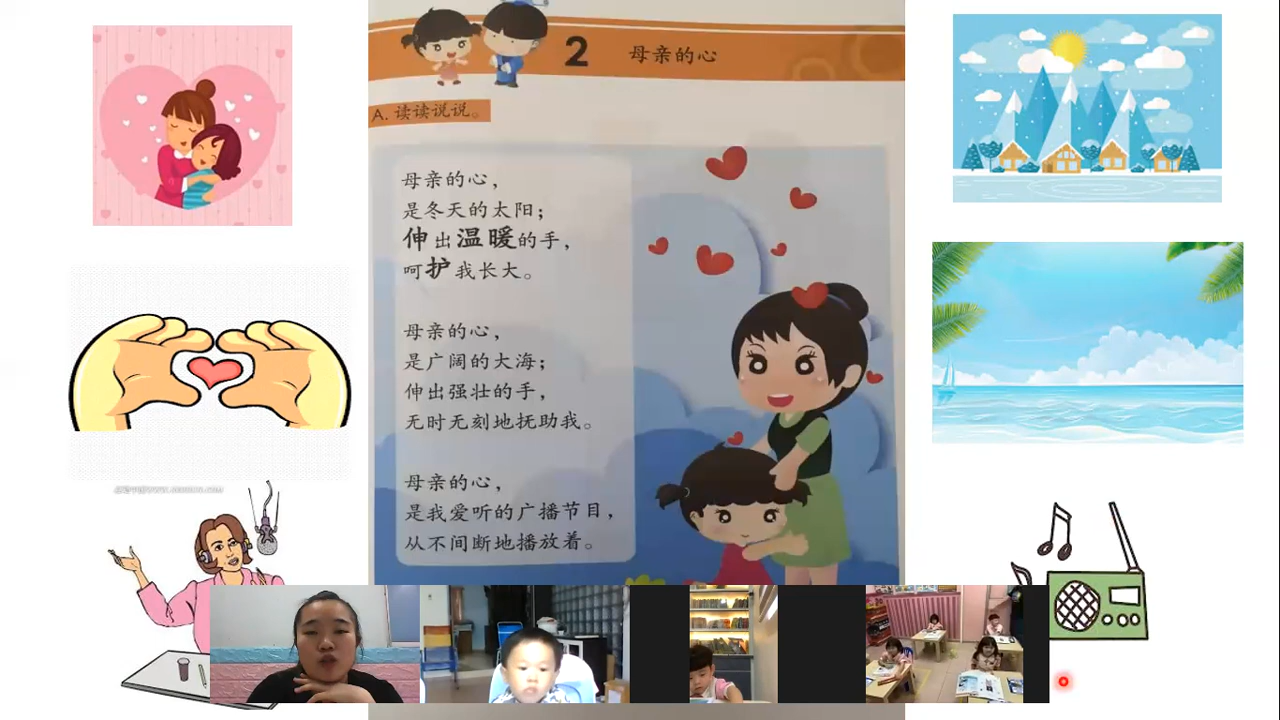 2 母亲的心
A. 读读说说。
母亲的心，
是冬天的太阳；
伸出温暖的手，
呵护我长大。
母亲的心，
是广阔的大海；
伸出强壮的手，
无时无刻地抚助我。
母亲的心，
是我爱听的广播节目，
从不间断地播放着。